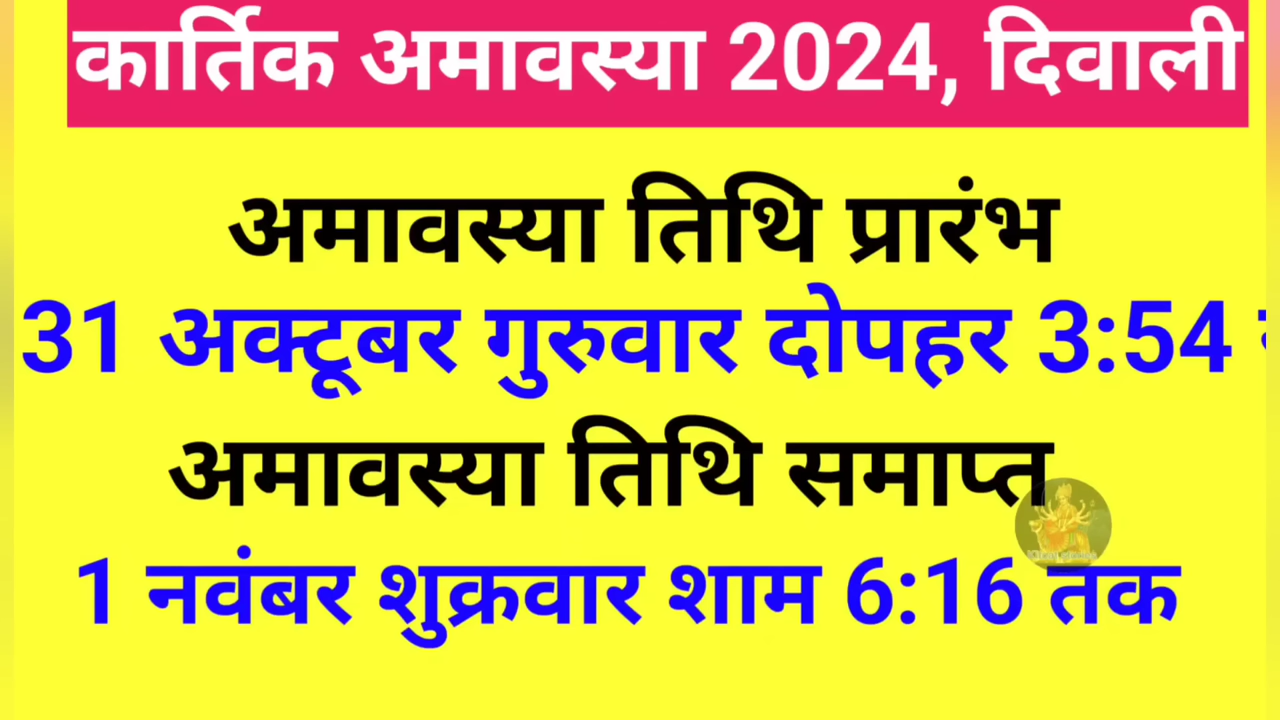 कार्तिक अमावस्या 2024, दिवाली
अमावस्या तिथि प्रारंभ
31 अक्टूबर गुरुवार दोपहर 3:54
अमावस्या तिथि समाप्त
1 नवंबर शुक्रवार शाम 6:16 तक